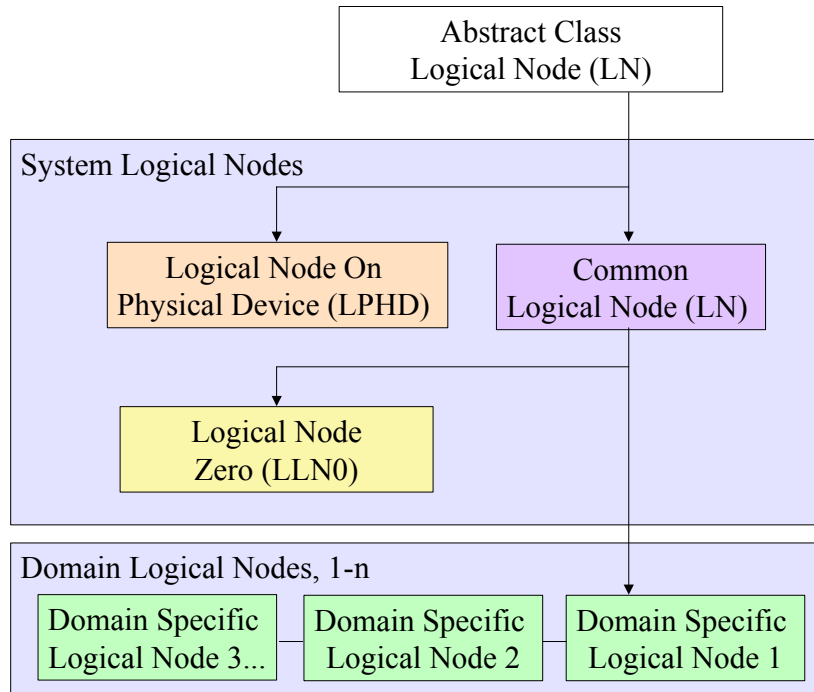 Abstract Class
Logical Node (LN)
System Logical Nodes
Logical Node On
Physical Device (LPHD)
Common
Logical Node (LN)
Logical Node
Zero (LLN0)
Domain Logical Nodes, 1-n
Domain Specific
Logical Node 3...
Domain Specific
Logical Node 2
Domain Specific
Logical Node 1